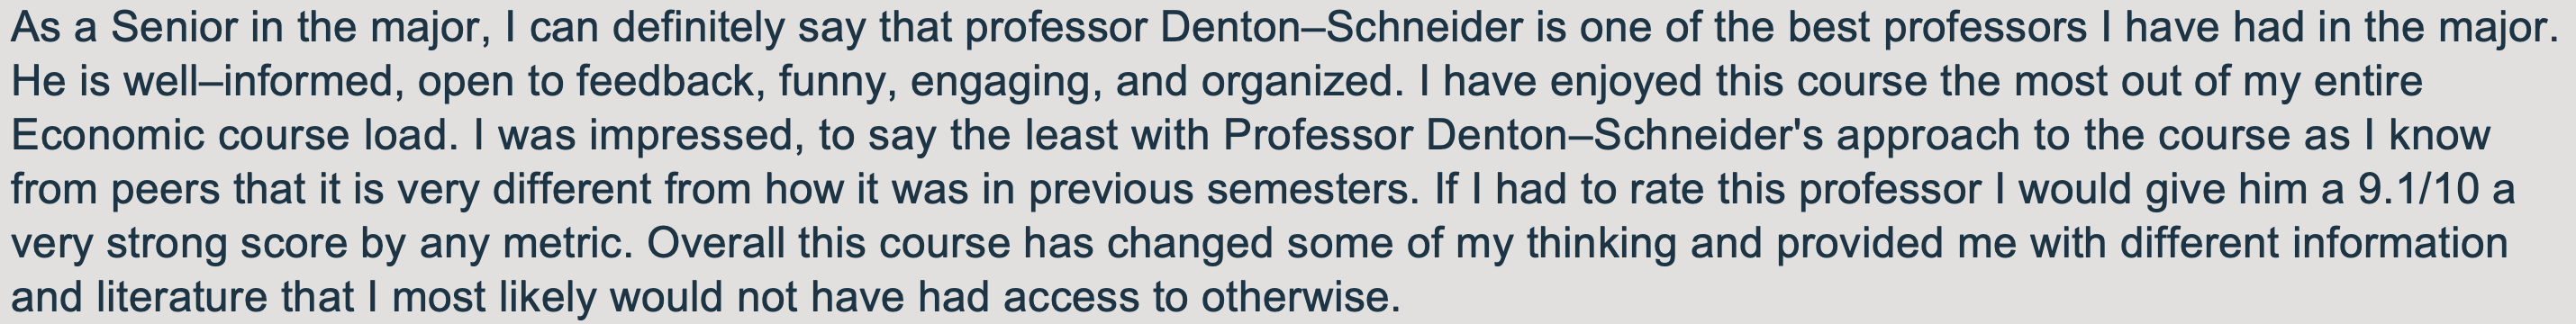 As a Senior in the major, I can definitely say that professor Denton–Schneider is one of the best professors I have had in the major.
He is well–informed, open to feedback, funny, engaging, and organized. I have enjoyed this course the most out of my entire
Economic course load. I was impressed, to say the least with Professor Denton–Schneider's approach to the course as I know
from peers that it is very different from how it was in previous semesters. If I had to rate this professor I would give him a 9.1/10 a
very strong score by any metric. Overall this course has changed some of my thinking and provided me with different information
and literature that I most likely would not have had access to otherwise.